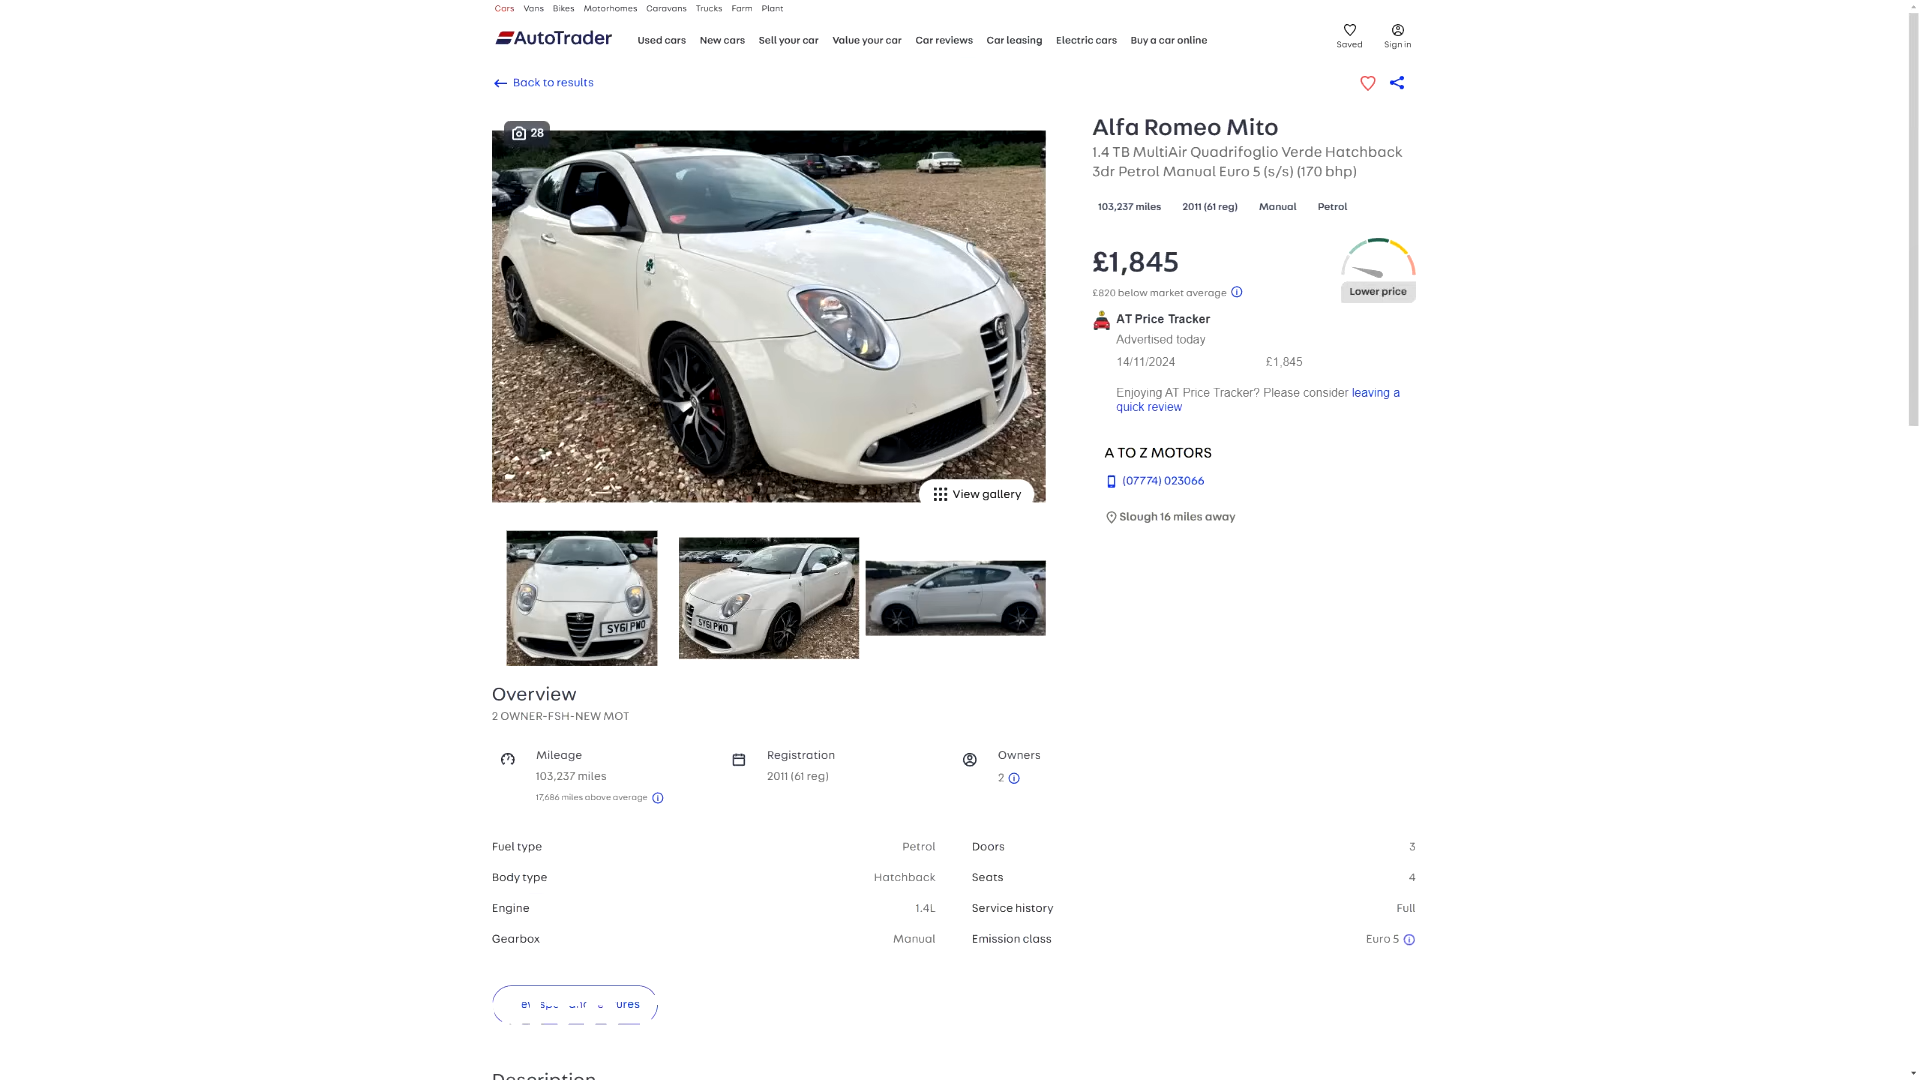 Cars Vans Bikes Motorhomes Caravans Trucks Farm Plant
AutoTrader
Used cars New cars Sell your car Value your car Car reviews Car leasing Electric cars Buy a car online
Saved
Sign in
Back to results
28
View gallery
Alfa Romeo Mito
1.4 TB MultiAir Quadrifoglio Verde Hatchback
3dr Petrol Manual Euro 5 (s/s) (170 bhp)
103,237 miles 2011 (61 reg) Manual Petrol
£1,845
£820 below market average
Lower price
AT Price Tracker
Advertised today
14/11/2024 £1,845
Enjoying AT Price Tracker? Please consider leaving a
quick review
A TO Z MOTORS
(07774) 023066
Slough 16 miles away
SY61 PWO
SY61 PWO
Overview
2 OWNER-FSH-NEW MOT
Mileage
103,237 miles
17,686 miles above average
Registration
2011 (61 reg)
Owners
2
Fuel type Petrol
Body type Hatchback
Engine 1.4L
Gearbox Manual
Doors 3
Seats 4
Service history Full
Emission class Euro 5
Description